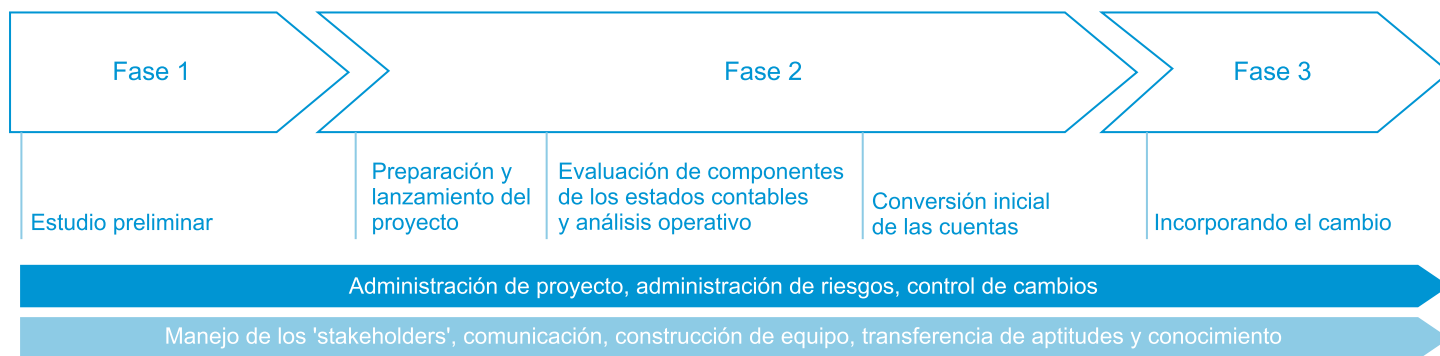 Fase 1
Fase 2
Fase 3
Estudio preliminar
Preparación y
lanzamiento del
proyecto
Evaluación de componentes
de los estados contables
y análisis operativo
Conversión inicial
de las cuentas
Incorporando el cambio
Administración de proyecto, administración de riesgos, control de cambios
Manejo de los 'stakeholders', comunicación, construcción de equipo, transferencia de aptitudes y conocimiento